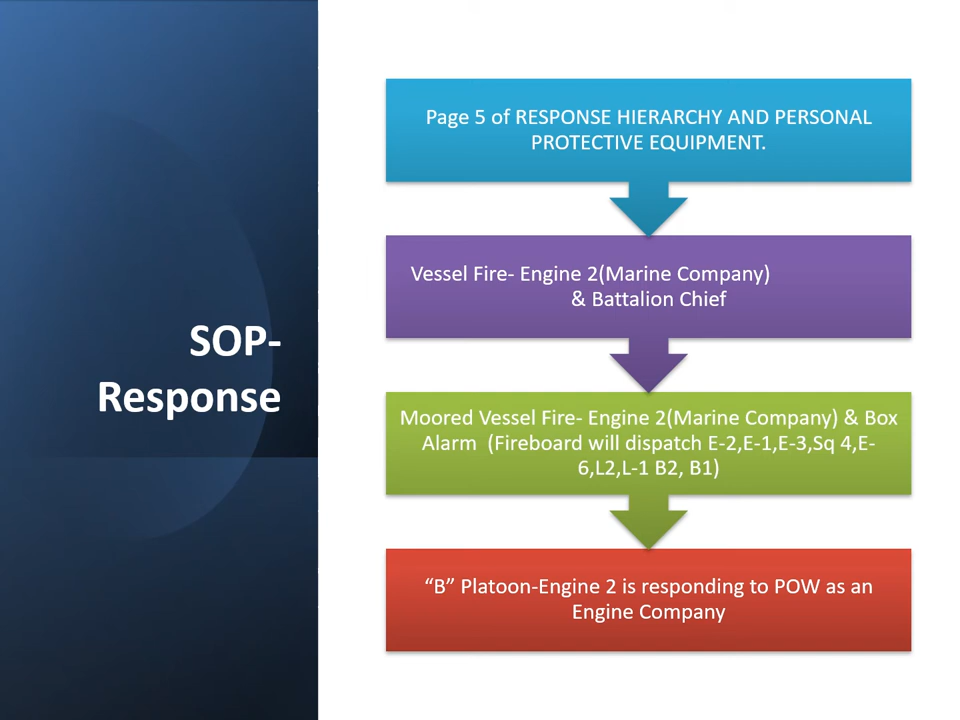 SOP-
Response
Page 5 of RESPONSE HIERARCHY AND PERSONAL
PROTECTIVE EQUIPMENT.
Vessel Fire- Engine 2(Marine Company)
& Battalion Chief
Moored Vessel Fire- Engine 2(Marine Company) & Box
Alarm  (Fireboard will dispatch E-2,E-1,E-3,Sq 4,E-
6,L2,L-1 B2, B1)
“B” Platoon-Engine 2 is responding to POW as an
Engine Company